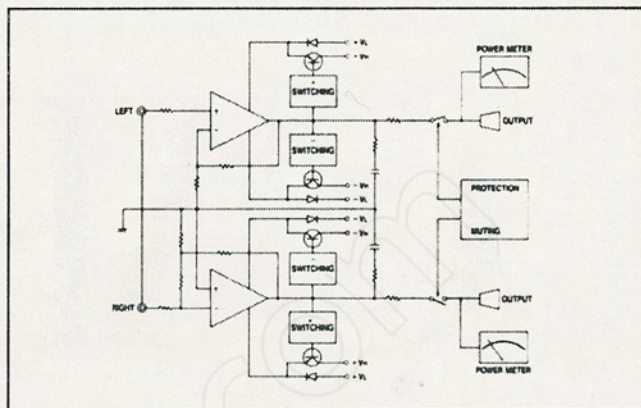 POWER METER
+ VL
- VH
+
SWITCHING
LEFT
+
-
OUTPUT
-
SWITCHING
- VH
- VL
PROTECTION
MUTING
- VL
- VH
-
SWITCHING
+
-
RIGHT
OUTPUT
+
SWITCHING
+ VH
+ VL
POWER METER
com